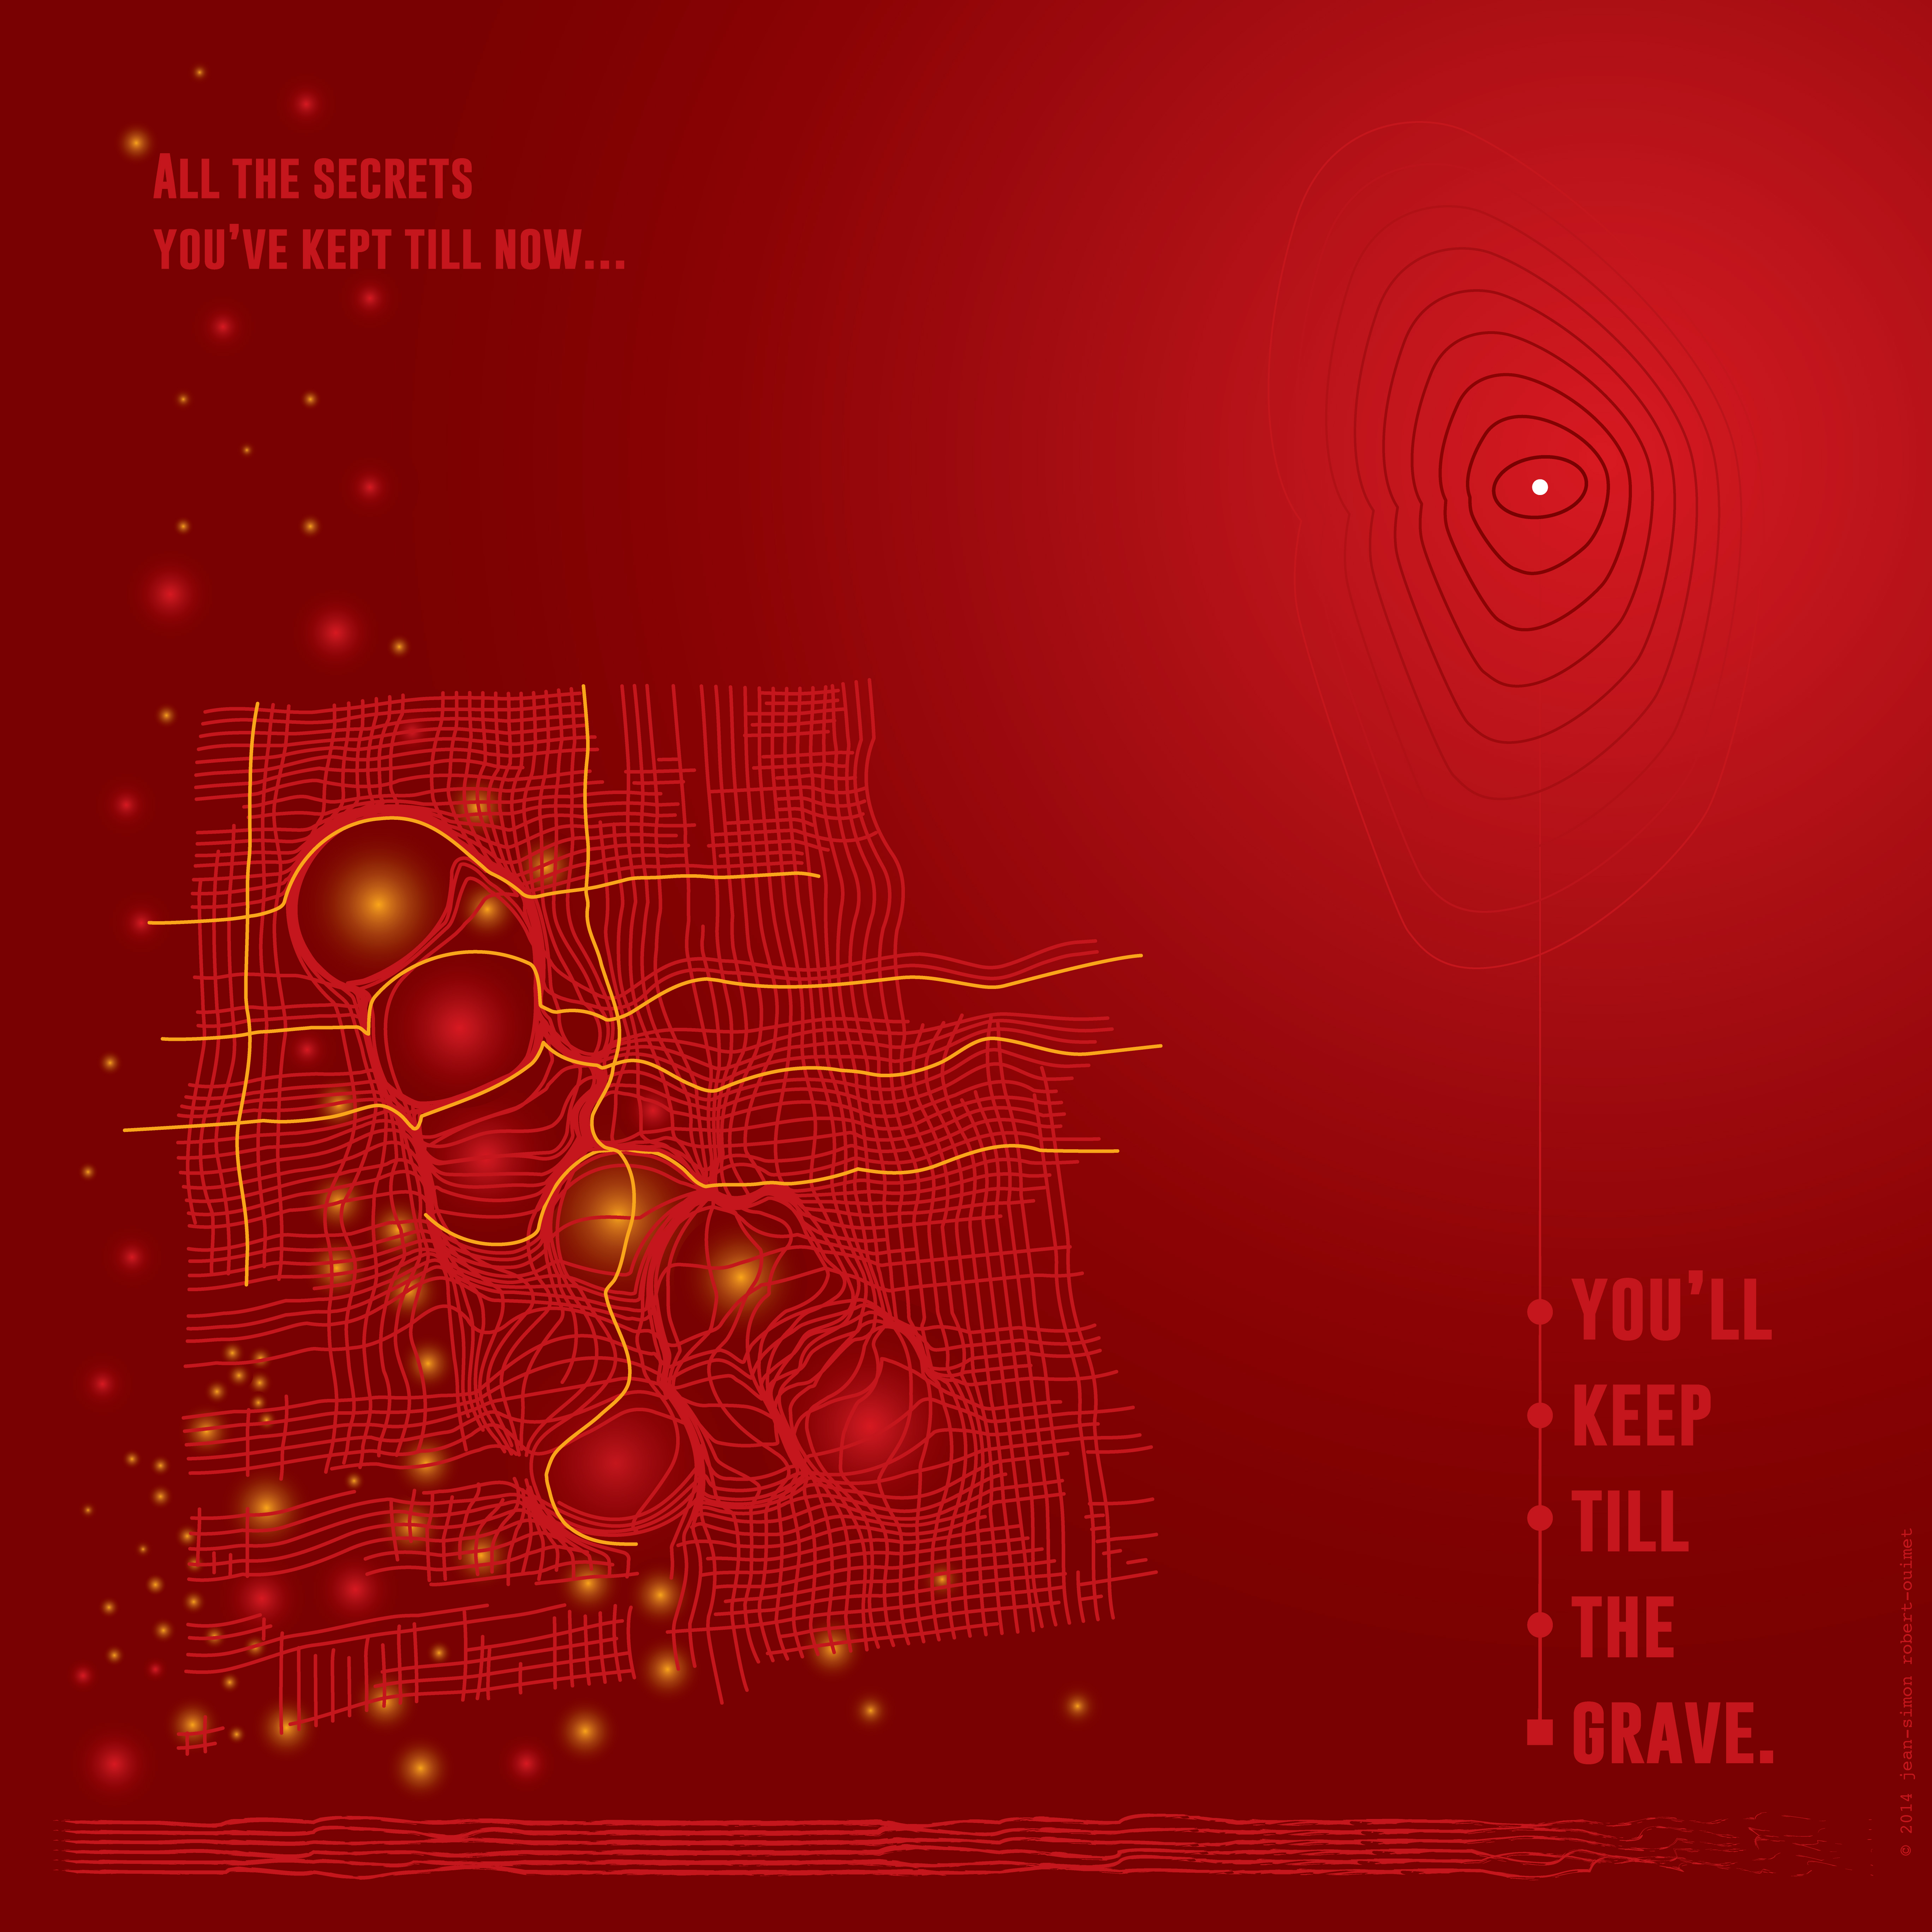 All the secrets
you've kept till now...
YOU'LL
KEEP
TILL
THE
GRAVE.
© 2014 jean-simon robert-ouimet